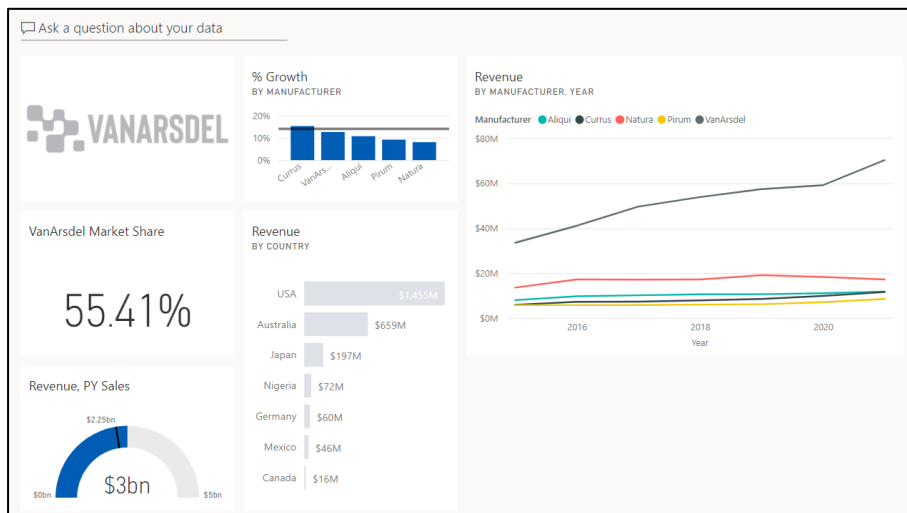 Ask a question about your data
VANARSDEL
% Growth
BY MANUFACTURER
20%
10%
0%
Currus
VanArs...
Aliqui
Pirum
Natura
Revenue
BY MANUFACTURER, YEAR
Manufacturer Aliqui Currus Natura Pirum VanArsdel
$80M
$60M
$40M
$20M
$0M
2016 2018 2020
Year
VanArsdel Market Share
55.41%
Revenue
BY COUNTRY
USA $1,455M
Australia $659M
Japan $197M
Nigeria $72M
Germany $60M
Mexico $46M
Canada $16M
Revenue, PY Sales
$2.25bn
$0bn $3bn $5bn